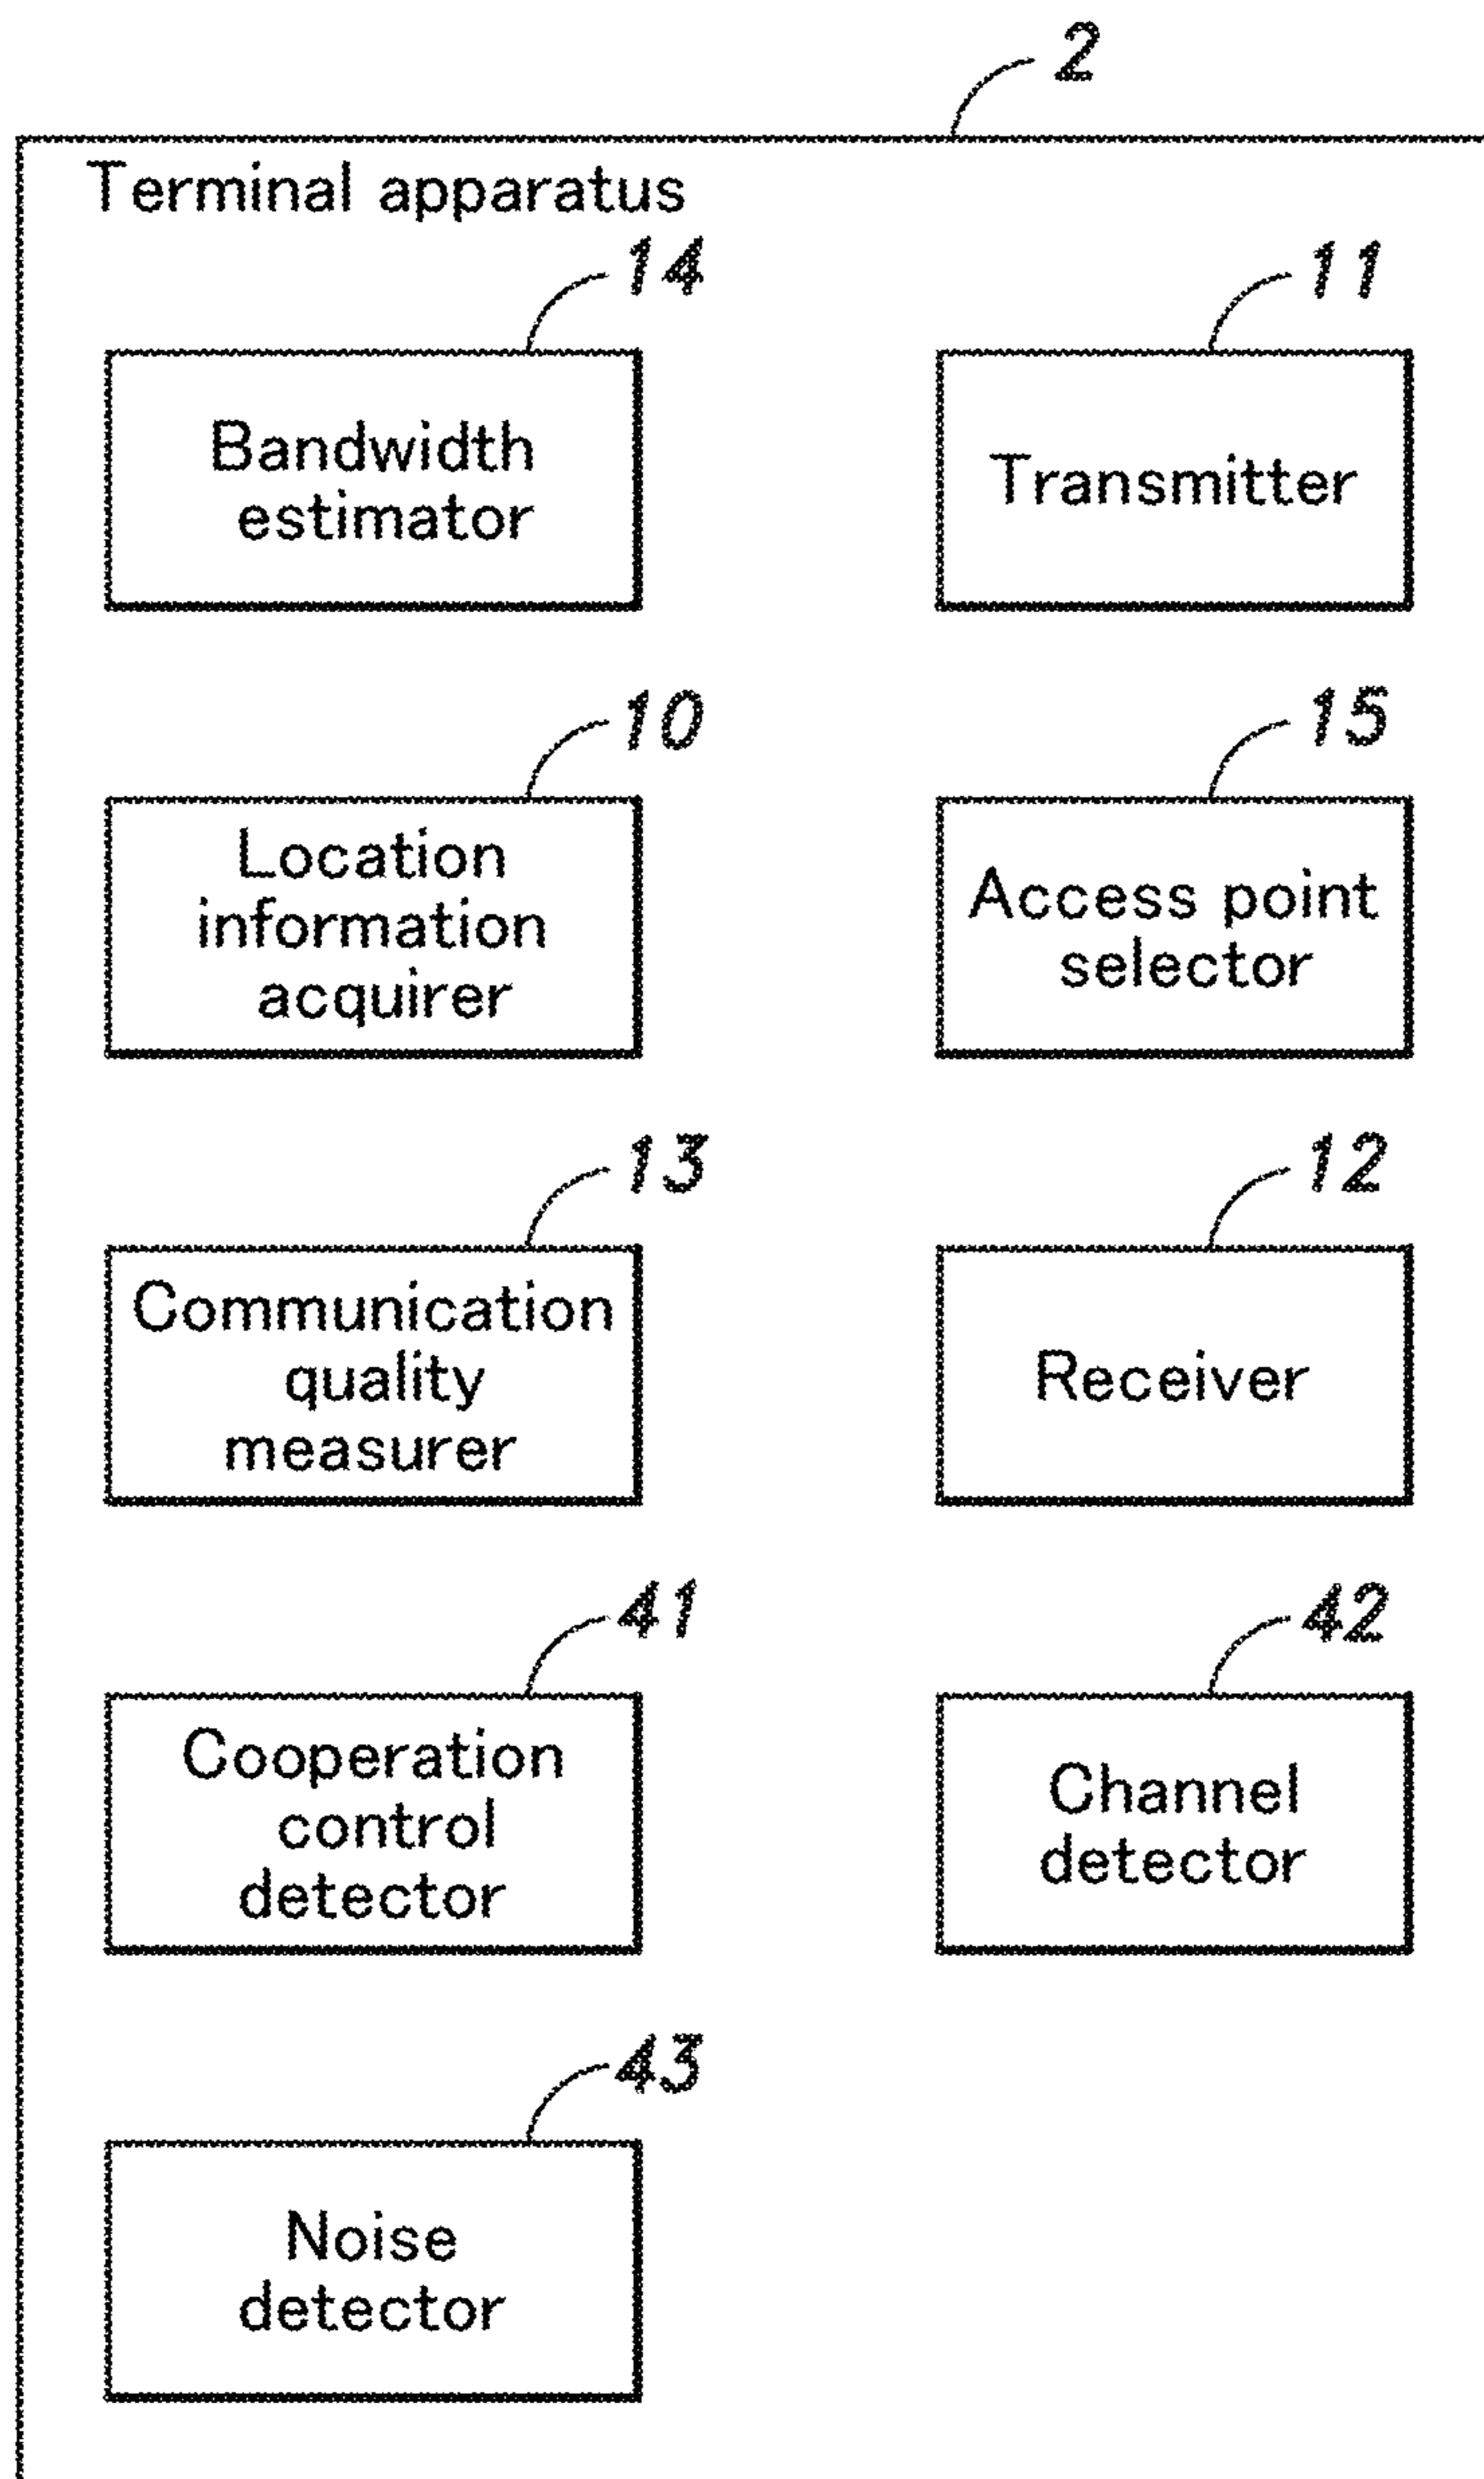 2
Terminal apparatus
14
Bandwidth
estimator
11
Transmitter
10
Location
information
acquirer
15
Access point
selector
13
Communication
quality
measurer
12
Receiver
41
Cooperation
control
detector
42
Channel
detector
43
Noise
detector